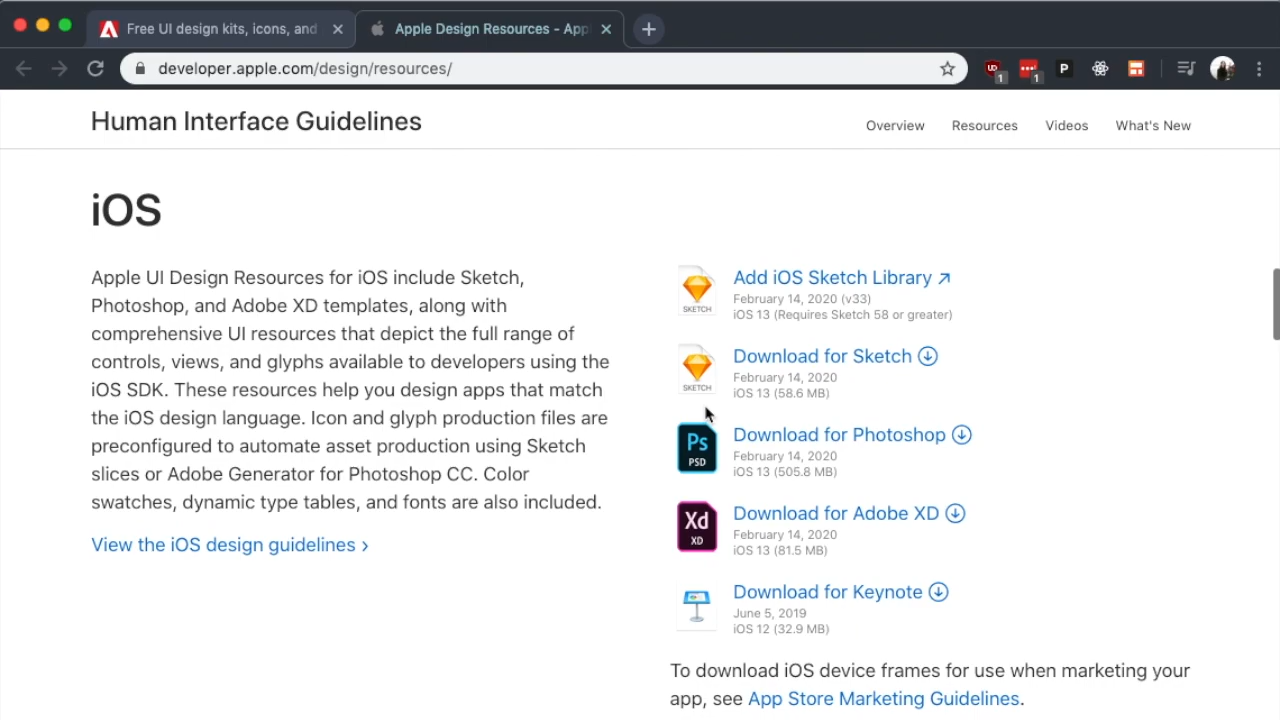 Free UI design kits, icons, and
Apple Design Resources - App
developer.apple.com/design/resources/
UD
1
1
P
Human Interface Guidelines
Overview
Resources
Videos
What's New
iOS
Apple UI Design Resources for iOS include Sketch,
Photoshop, and Adobe XD templates, along with
comprehensive UI resources that depict the full range of
controls, views, and glyphs available to developers using the
iOS SDK. These resources help you design apps that match
the iOS design language. Icon and glyph production files are
preconfigured to automate asset production using Sketch
slices or Adobe Generator for Photoshop CC. Color
swatches, dynamic type tables, and fonts are also included.
View the iOS design guidelines ›
SKETCH
Add iOS Sketch Library ↗
February 14, 2020 (v33)
iOS 13 (Requires Sketch 58 or greater)
SKETCH
Download for Sketch
February 14, 2020
iOS 13 (58.6 MB)
Ps
PSD
Download for Photoshop
February 14, 2020
iOS 13 (505.8 MB)
Xd
XD
Download for Adobe XD
February 14, 2020
iOS 13 (81.5 MB)
Download for Keynote
June 5, 2019
iOS 12 (32.9 MB)
To download iOS device frames for use when marketing your
app, see App Store Marketing Guidelines.